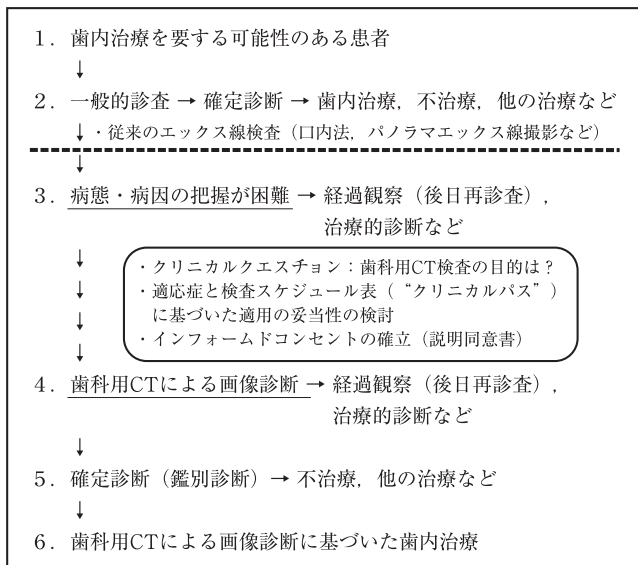 1．歯内治療を要する可能性のある患者
↓
2．一般的診査 → 確定診断 → 歯内治療，不治療，他の治療など
↓ ・従来のエックス線検査（口内法，パノラマエックス線撮影など）
↓
3．病態・病因の把握が困難 → 経過観察（後日再診査），
治療的診断など
↓ ・クリニカルクエスチョン：歯科用CT検査の目的は？
↓ ・適応症と検査スケジュール表（“クリニカルパス”）
↓ に基づいた適用の妥当性の検討
↓ ・インフォームドコンセントの確立（説明同意書）
↓
4．歯科用CTによる画像診断 → 経過観察（後日再診査），
治療的診断など
↓
5．確定診断（鑑別診断）→ 不治療，他の治療など
↓
6．歯科用CTによる画像診断に基づいた歯内治療